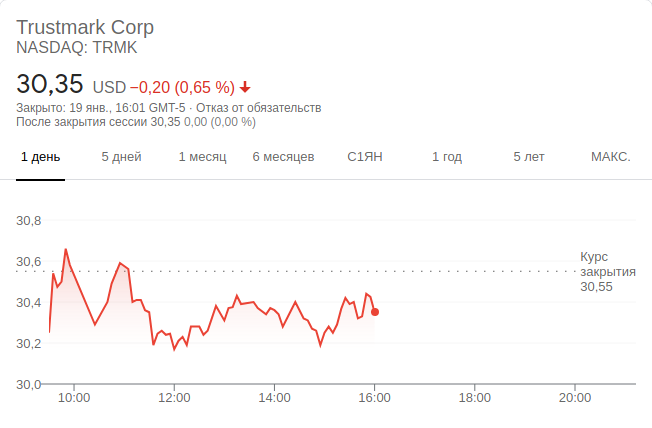 Trustmark Corp
NASDAQ: TRMK
30,35 USD −0,20 (0,65 %)
Закрыто: 19 янв., 16:01 GMT-5 · Отказ от обязательств
После закрытия сессии 30,35 0,00 (0,00 %)
1 день 5 дней 1 месяц 6 месяцев С1ЯН 1 год 5 лет МАКС.
30,8
30,6
30,4
30,2
30,0
Курс
закрытия
30,55
10:00 12:00 14:00 16:00 18:00 20:00